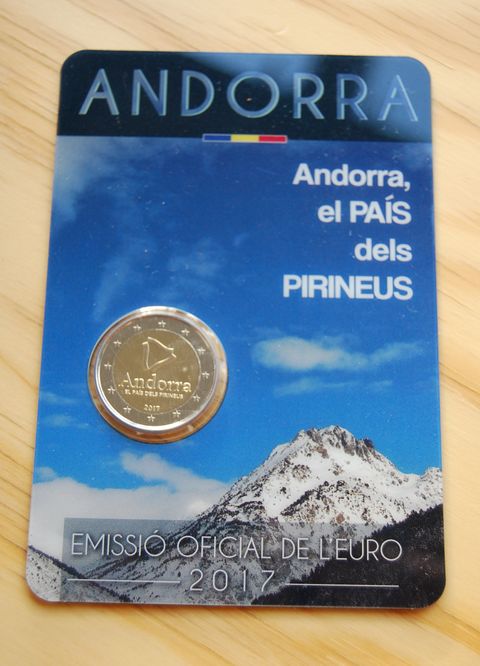 ANDORRA
Andorra,
el PAÍS
dels
PIRINEUS
Andorra
EL PAÍS DELS PIRINEUS
2017
EMISSIÓ OFICIAL DE L'EURO
2017